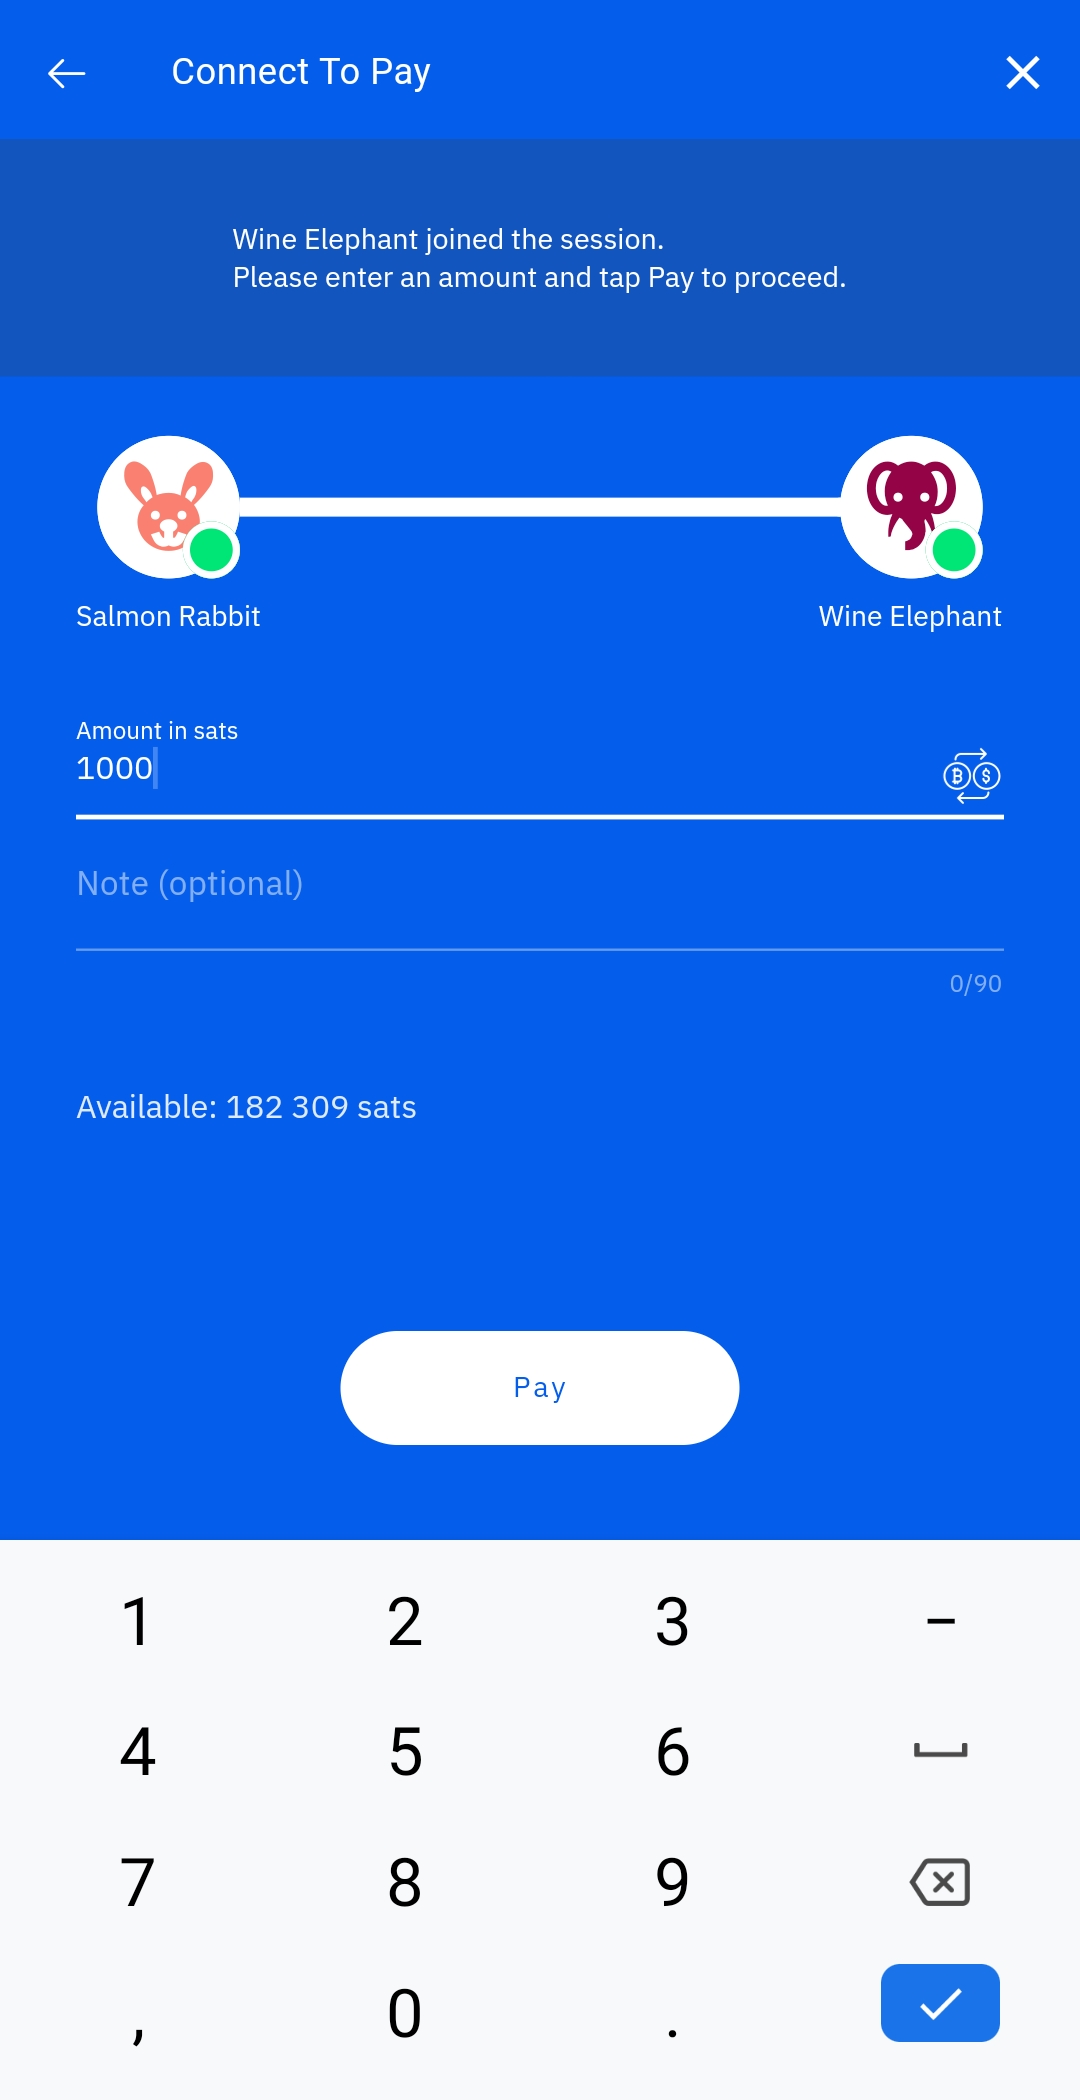 Connect To Pay
Wine Elephant joined the session.
Please enter an amount and tap Pay to proceed.
Salmon Rabbit
Wine Elephant
Amount in sats
1000
Note (optional)
0/90
Available: 182 309 sats
Pay
1 2 3 –
4 5 6
7 8 9
, 0 .